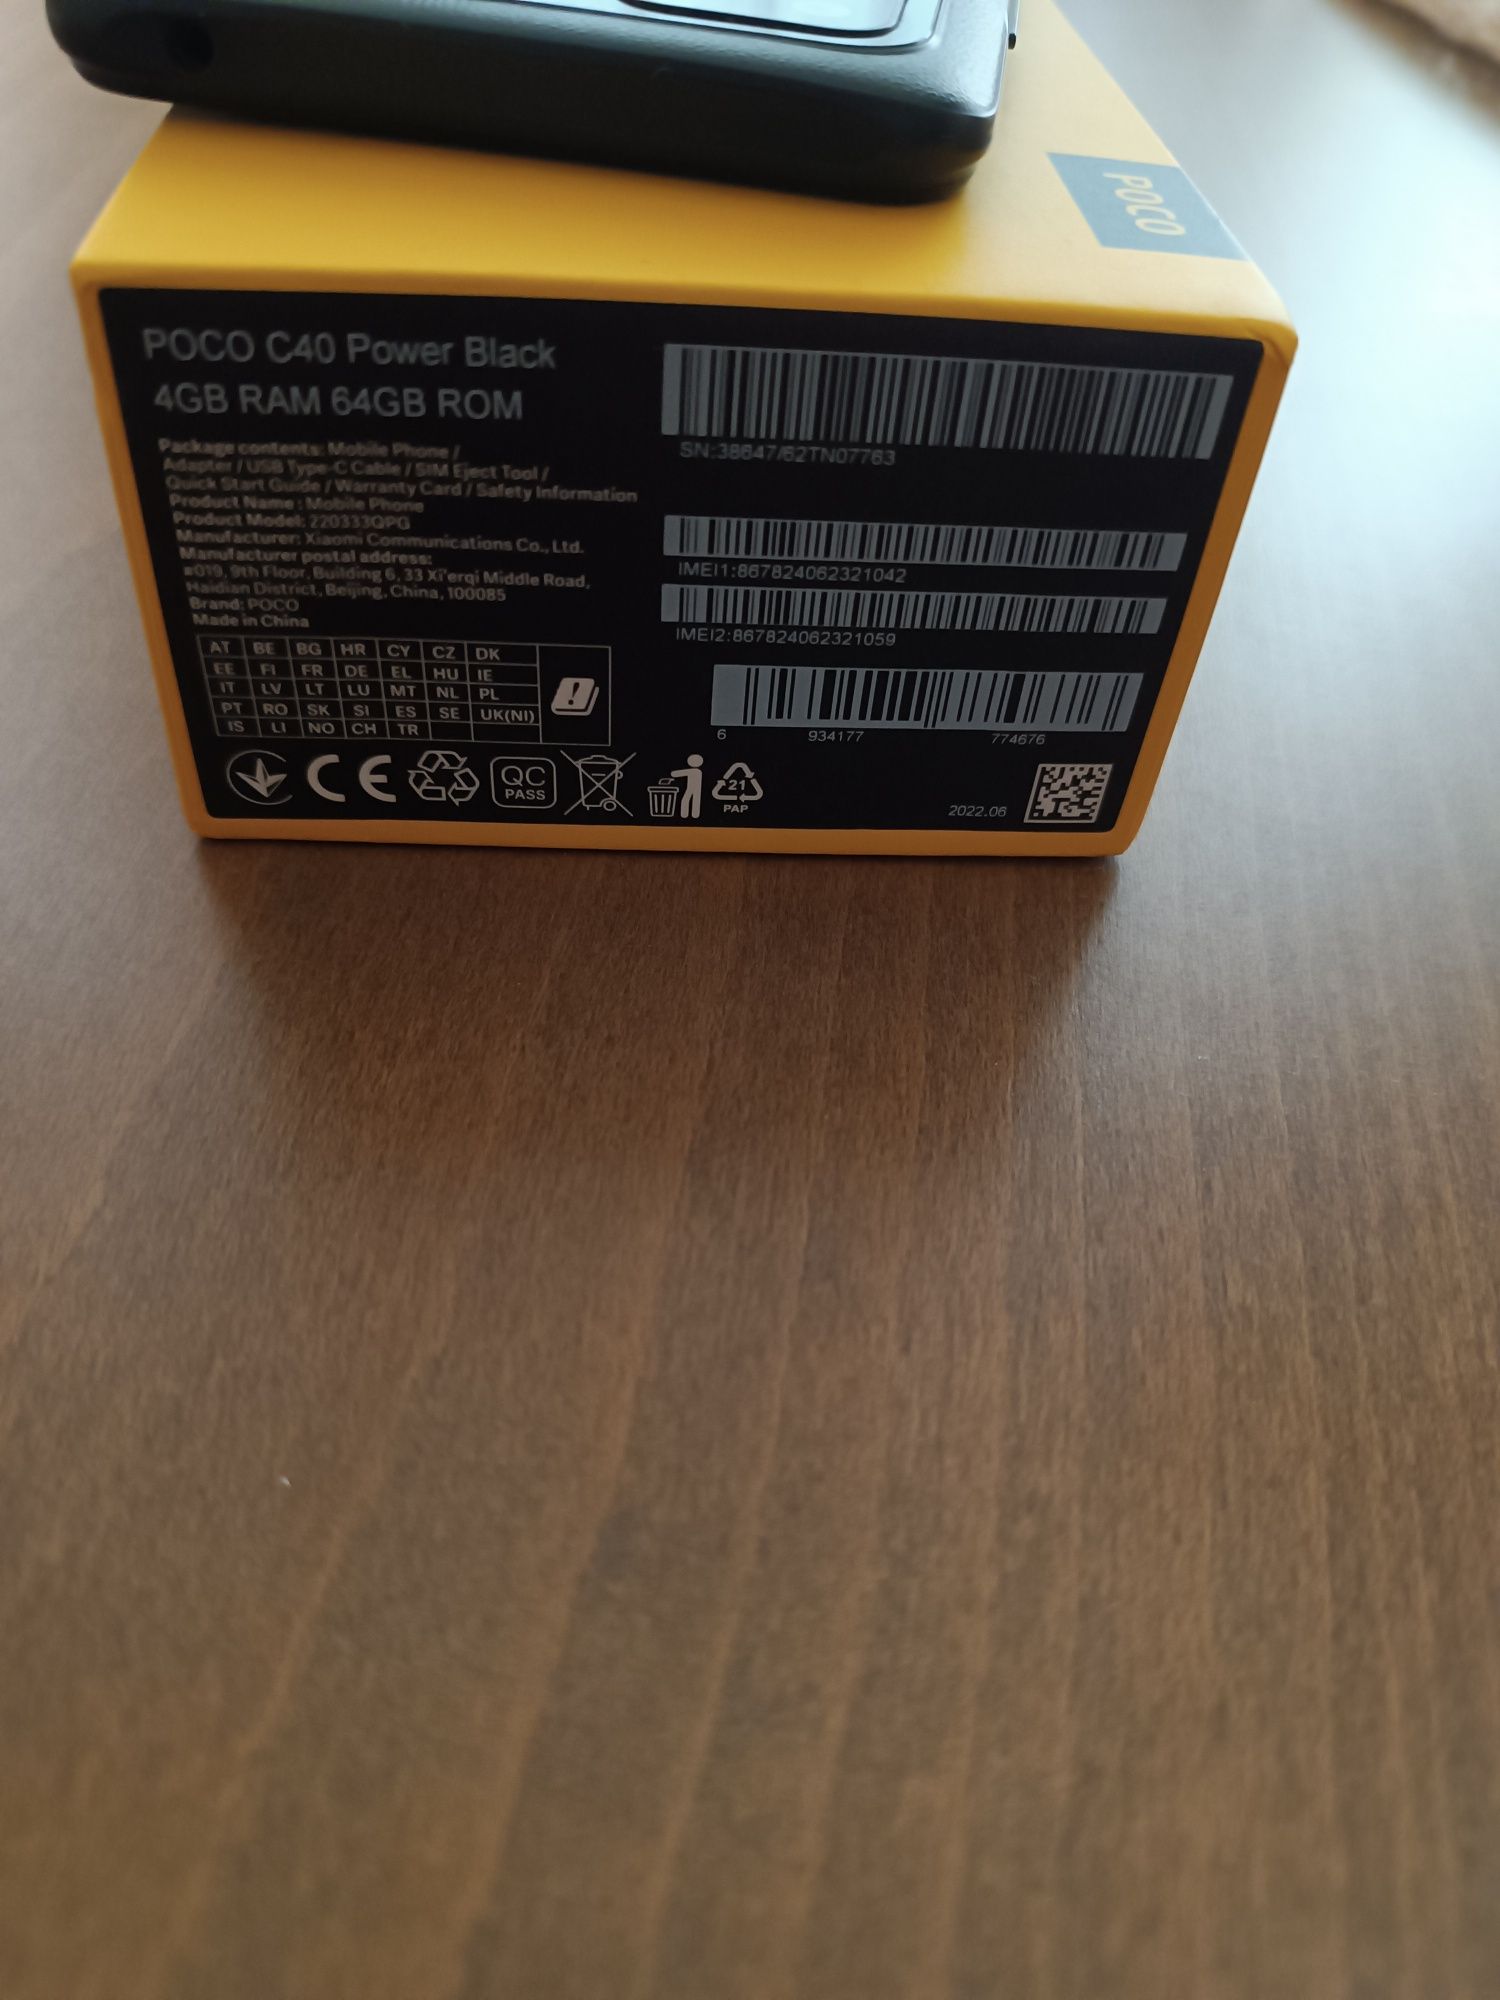 POCO
POCO C40 Power Black
4GB RAM 64GB ROM
Package contents: Mobile Phone /
Adapter / USB Type-C Cable / SIM Eject Tool /
Quick Start Guide / Warranty Card / Safety Information
Product Name : Mobile Phone
Product Model: 220333QPG
Manufacturer: Xiaomi Communications Co., Ltd.
Manufacturer postal address:
#019, 9th Floor, Building 6, 33 Xi'erqi Middle Road,
Haidian District, Beijing, China, 100085
Brand: POCO
Made in China
AT BE BG HR CY CZ DK
EE FI FR DE EL HU IE
IT LV LT LU MT NL PL
PT RO SK SI ES SE UK(NI)
IS LI NO CH TR
CE
QC
PASS
21
PAP
SN:38647/62TN07763
IMEI1:867824062321042
IMEI2:867824062321059
6 934177 774676
2022.06